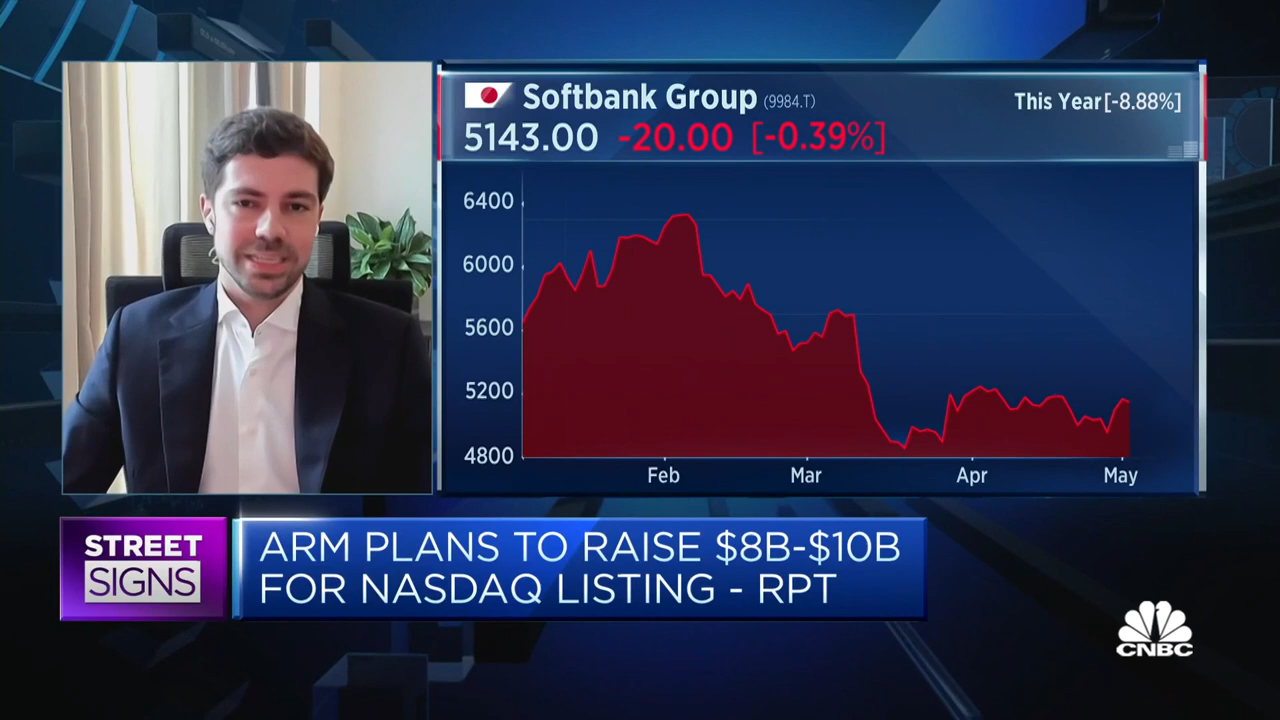 Softbank Group (9984.T)
This Year[-8.88%]
5143.00 -20.00 [-0.39%]
6400
6000
5600
5200
4800
Feb Mar Apr May
STREET
SIGNS
ARM PLANS TO RAISE $8B-$10B
FOR NASDAQ LISTING - RPT
CNBC